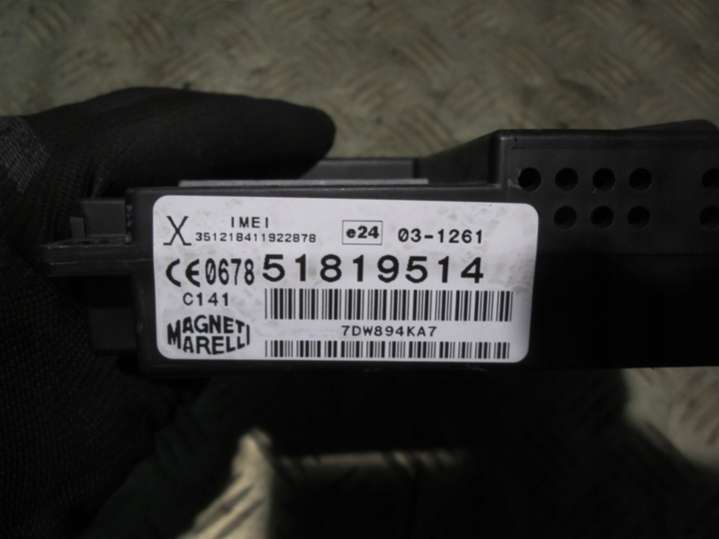 X IMEI e24 03-1261
351218411922878
CE0678 51819514
C141
7DW894KA7
MAGNETI
MARELLI